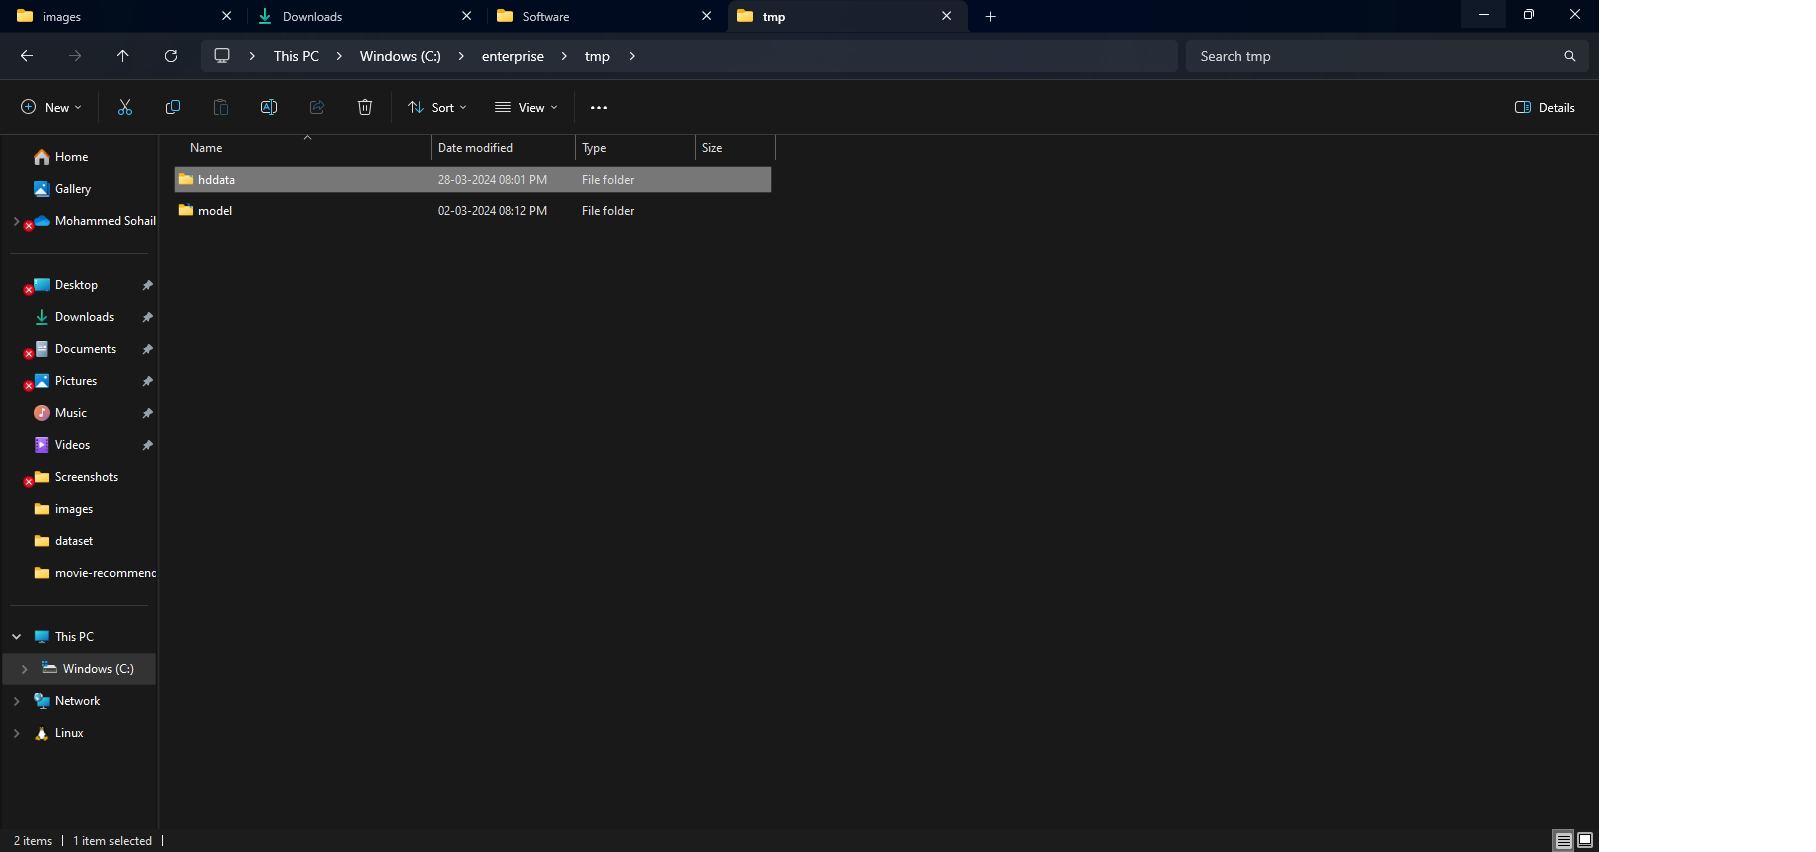 images
Downloads
Software
tmp
This PC > Windows (C:) > enterprise > tmp >
Search tmp
New
Sort
View
Details
Name
Date modified
Type
Size
hddata 28-03-2024 08:01 PM File folder
model 02-03-2024 08:12 PM File folder
Home
Gallery
Mohammed Sohail
Desktop
Downloads
Documents
Pictures
Music
Videos
Screenshots
images
dataset
movie-recommend
This PC
Windows (C:)
Network
Linux
2 items
1 item selected